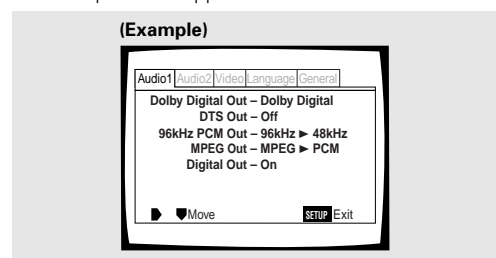 (Example)
Audio1 Audio2 Video Language General
Dolby Digital Out – Dolby Digital
DTS Out – Off
96kHz PCM Out – 96kHz ► 48kHz
MPEG Out – MPEG ► PCM
Digital Out – On
Move SETUP Exit